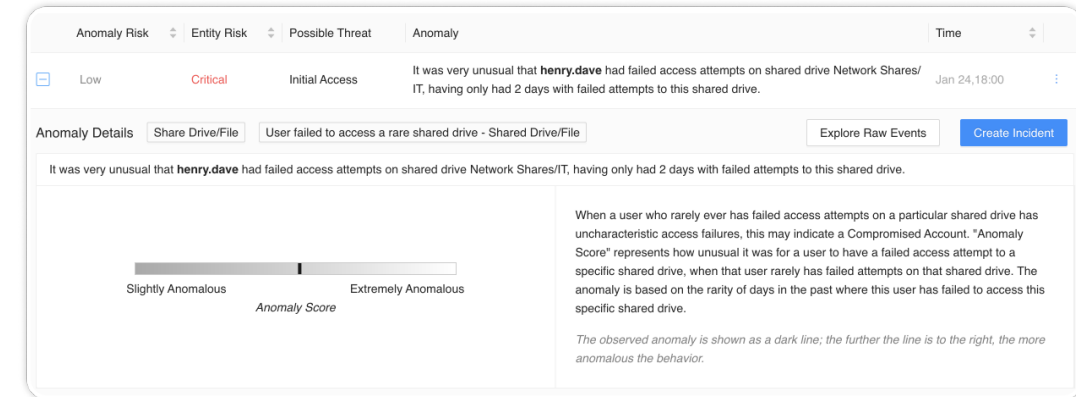 Anomaly Risk Entity Risk Possible Threat Anomaly Time
Low Critical Initial Access It was very unusual that henry.dave had failed access attempts on shared drive Network Shares/ Jan 24,18:00
IT, having only had 2 days with failed attempts to this shared drive.
Anomaly Details Share Drive/File User failed to access a rare shared drive - Shared Drive/File Explore Raw Events Create Incident
It was very unusual that henry.dave had failed access attempts on shared drive Network Shares/IT, having only had 2 days with failed attempts to this shared drive.
Slightly Anomalous Extremely Anomalous
Anomaly Score
When a user who rarely ever has failed access attempts on a particular shared drive has
uncharacteristic access failures, this may indicate a Compromised Account. "Anomaly
Score" represents how unusual it was for a user to have a failed access attempt to a
specific shared drive, when that user rarely has failed attempts on that shared drive. The
anomaly is based on the rarity of days in the past where this user has failed to access this
specific shared drive.
The observed anomaly is shown as a dark line; the further the line is to the right, the more
anomalous the behavior.